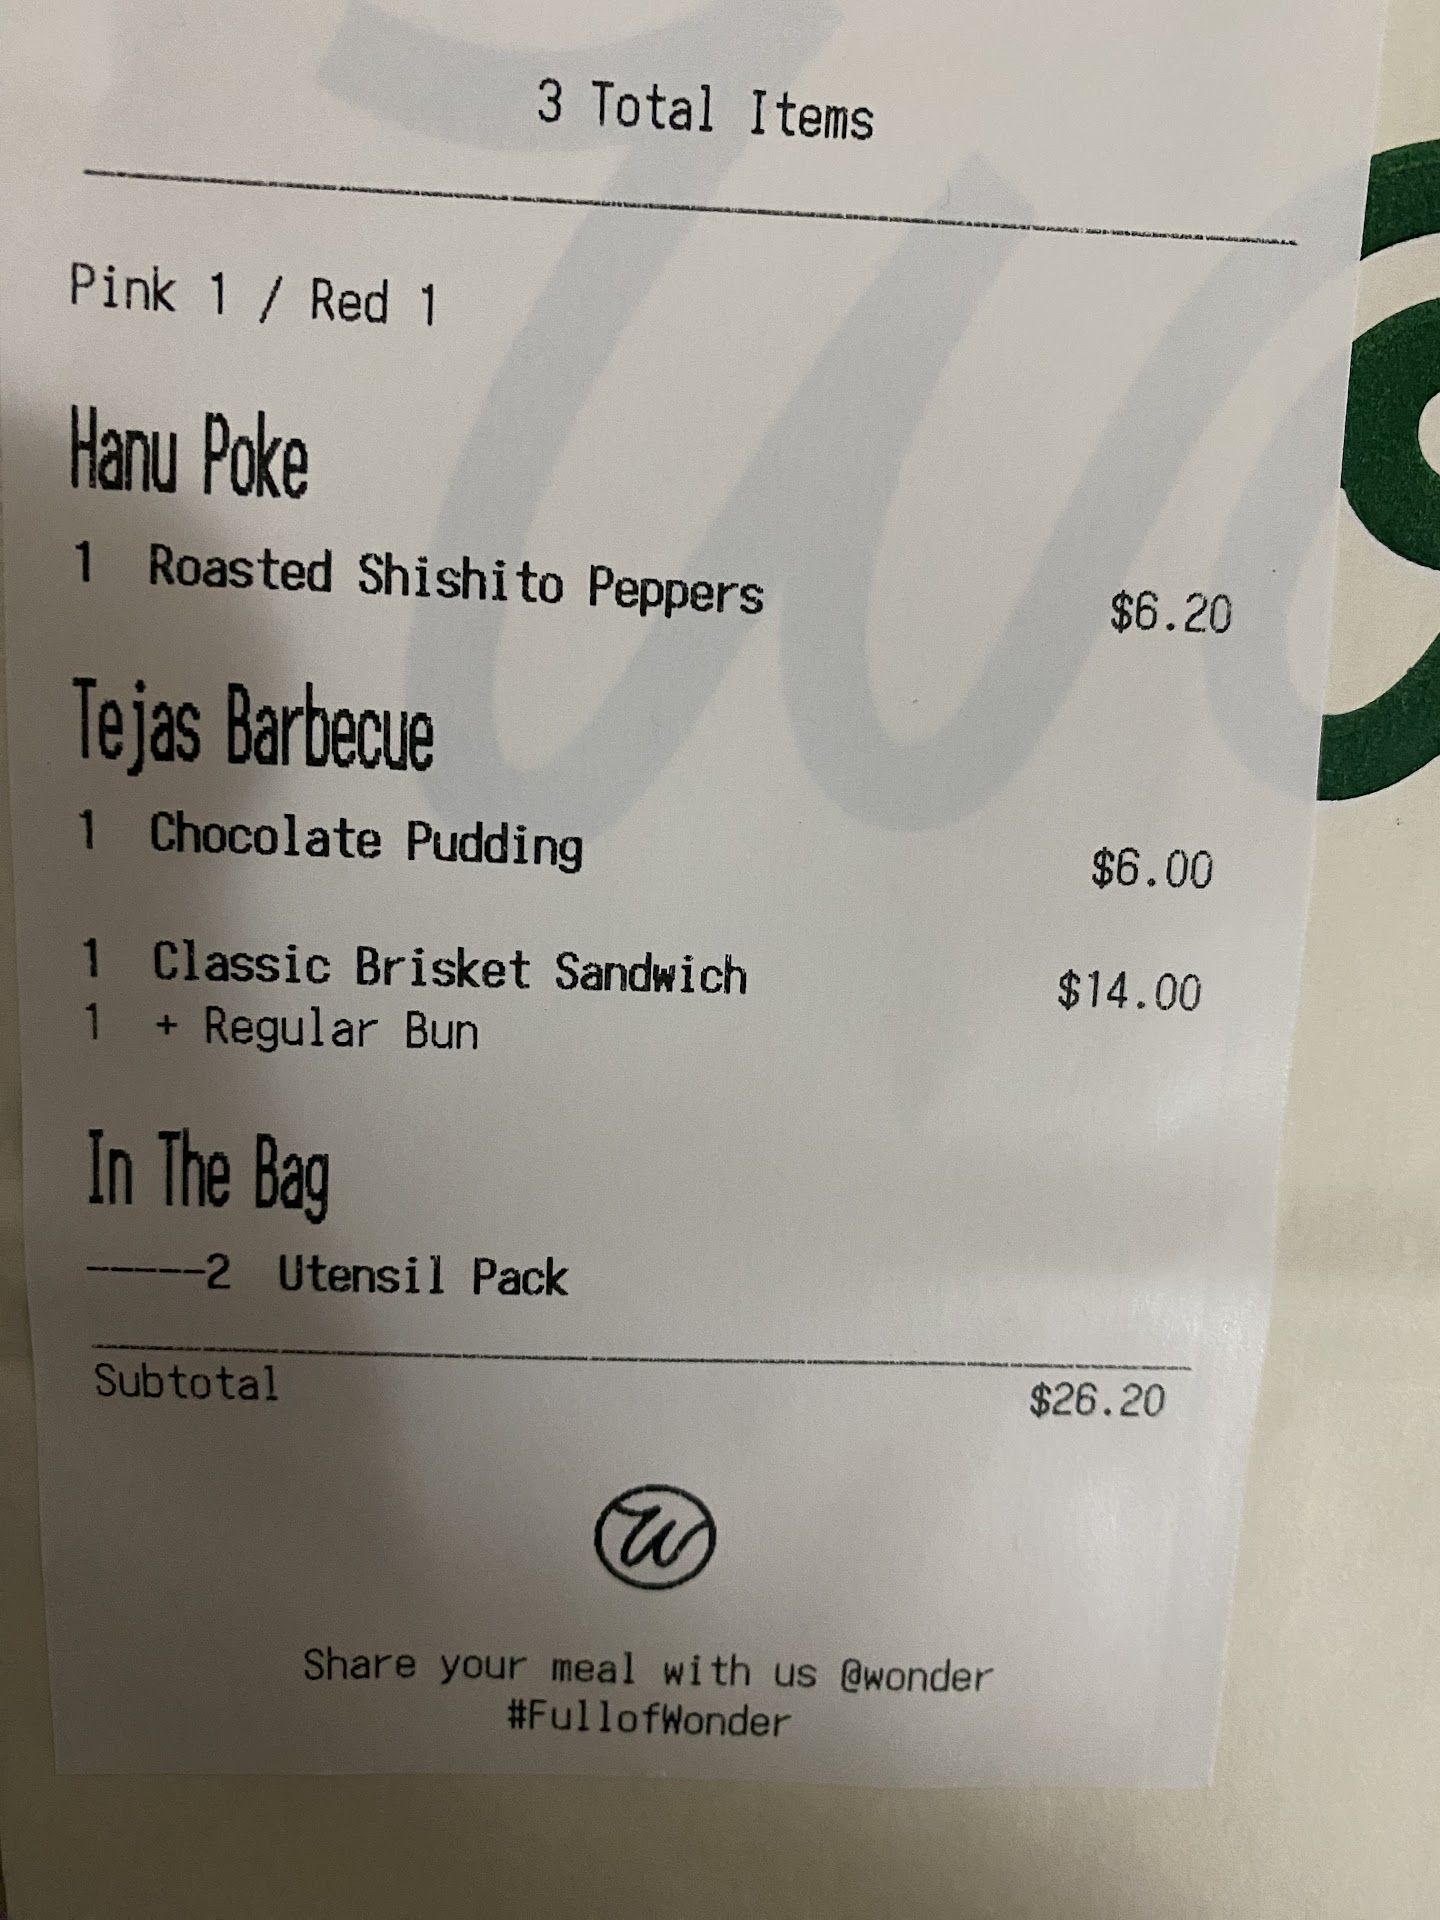 3 Total Items
Pink 1 / Red 1
Hanu Poke
1 Roasted Shishito Peppers $6.20
Tejas Barbecue
1 Chocolate Pudding $6.00
1 Classic Brisket Sandwich $14.00
1 + Regular Bun
In The Bag
-----2 Utensil Pack
Subtotal $26.20
W
Share your meal with us @wonder
#FullofWonder